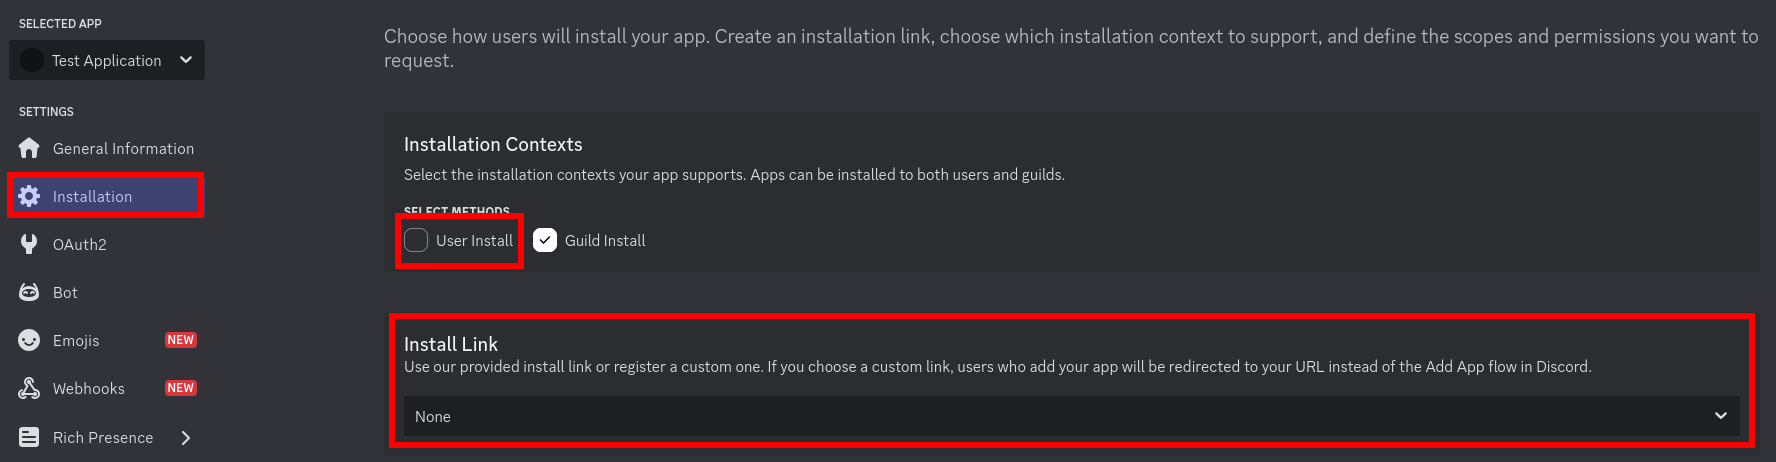 SELECTED APP
Test Application
SETTINGS
General Information
Installation
OAuth2
Bot
Emojis NEW
Webhooks NEW
Rich Presence
Choose how users will install your app. Create an installation link, choose which installation context to support, and define the scopes and permissions you want to
request.
Installation Contexts
Select the installation contexts your app supports. Apps can be installed to both users and guilds.
SELECT METHODS
User Install Guild Install
Install Link
Use our provided install link or register a custom one. If you choose a custom link, users who add your app will be redirected to your URL instead of the Add App flow in Discord.
None